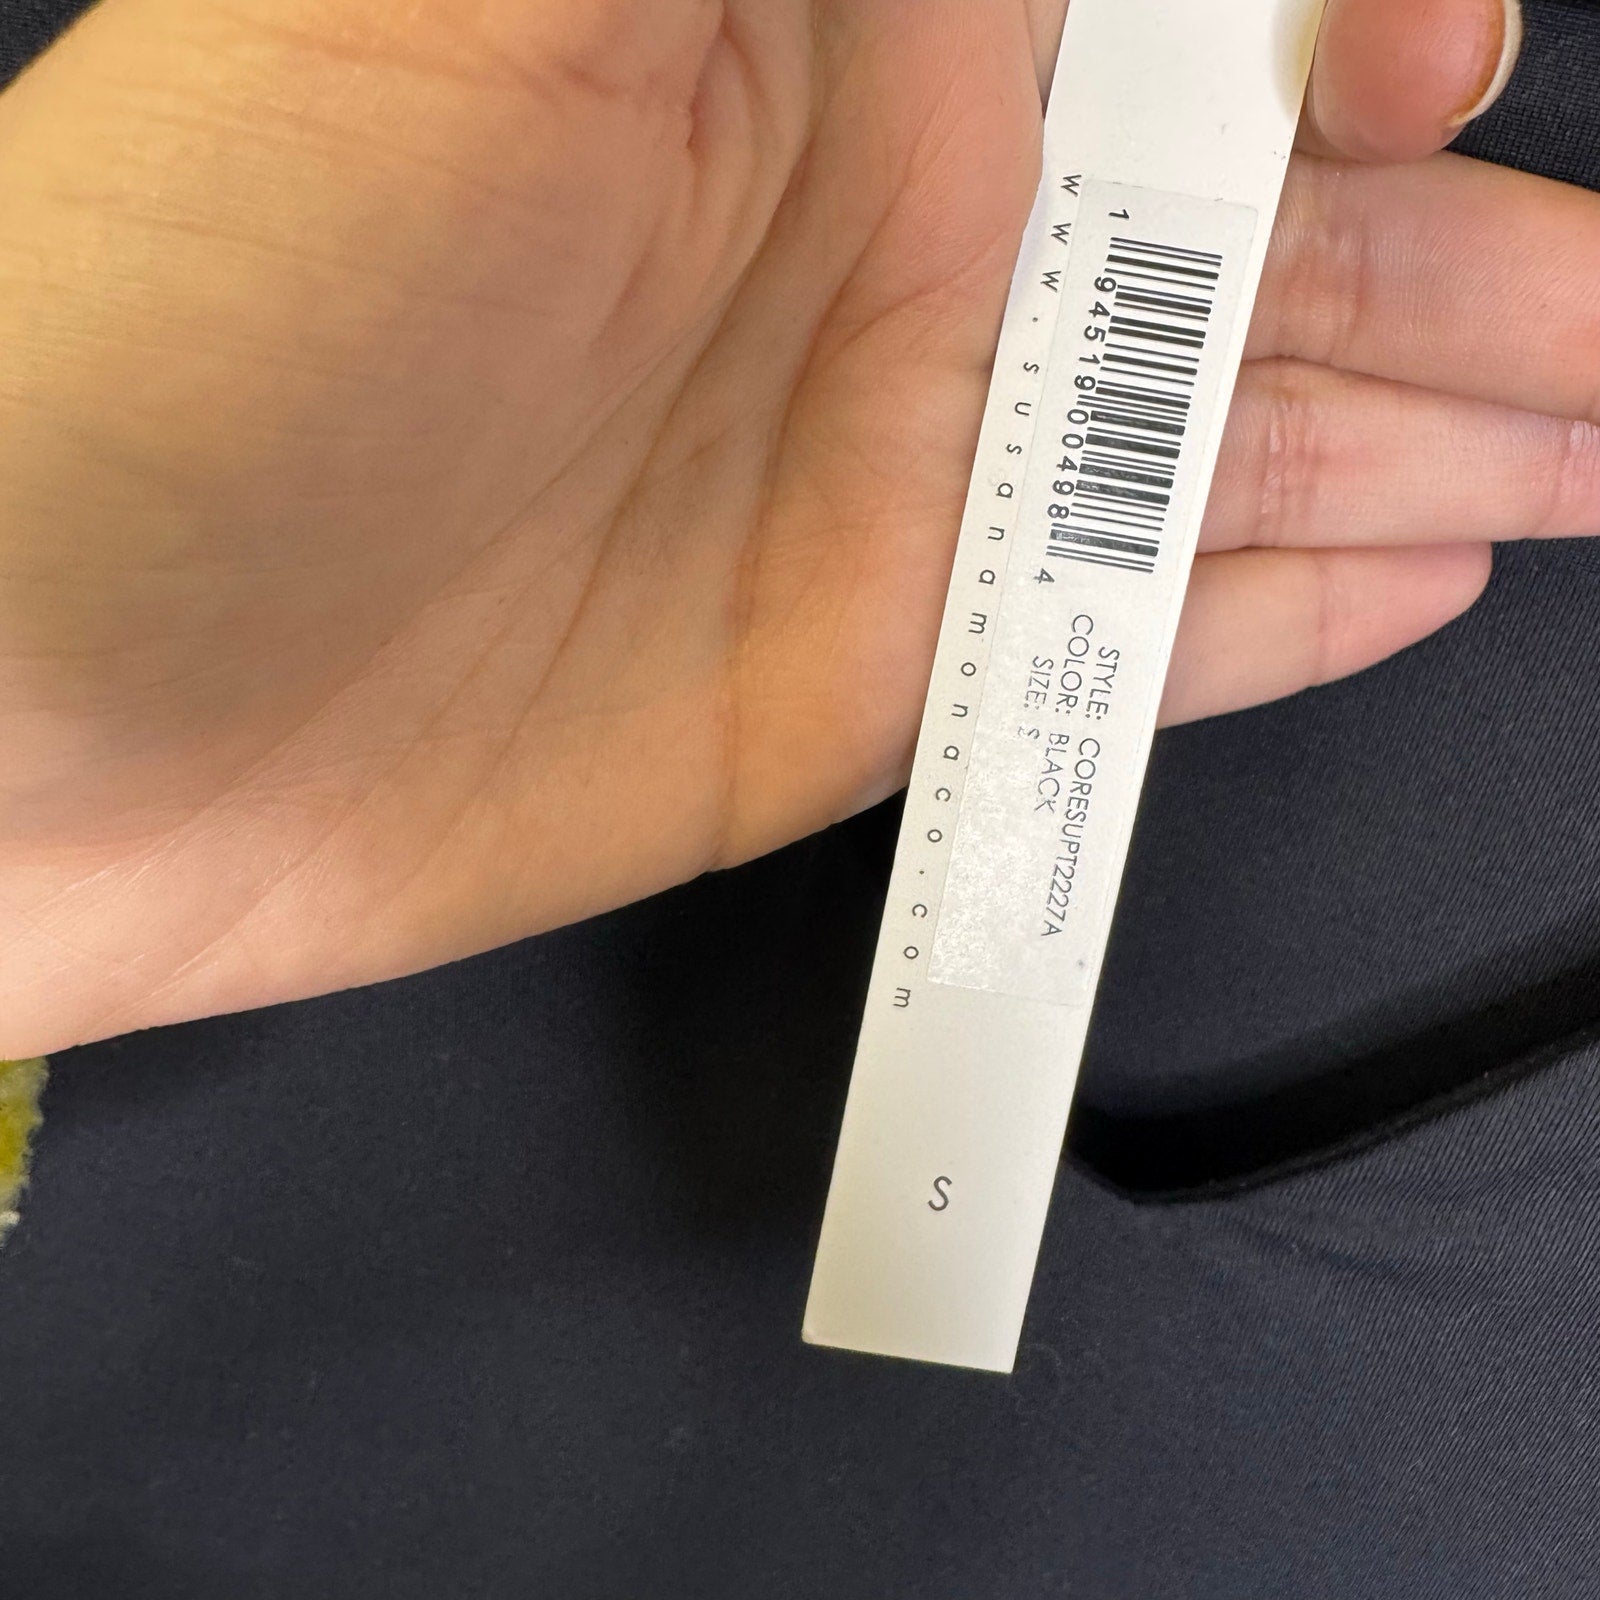 www.susanamonaco.com
1 94519 00498 4
STYLE: CORESUPT2227A
COLOR: BLACK
SIZE: S
S